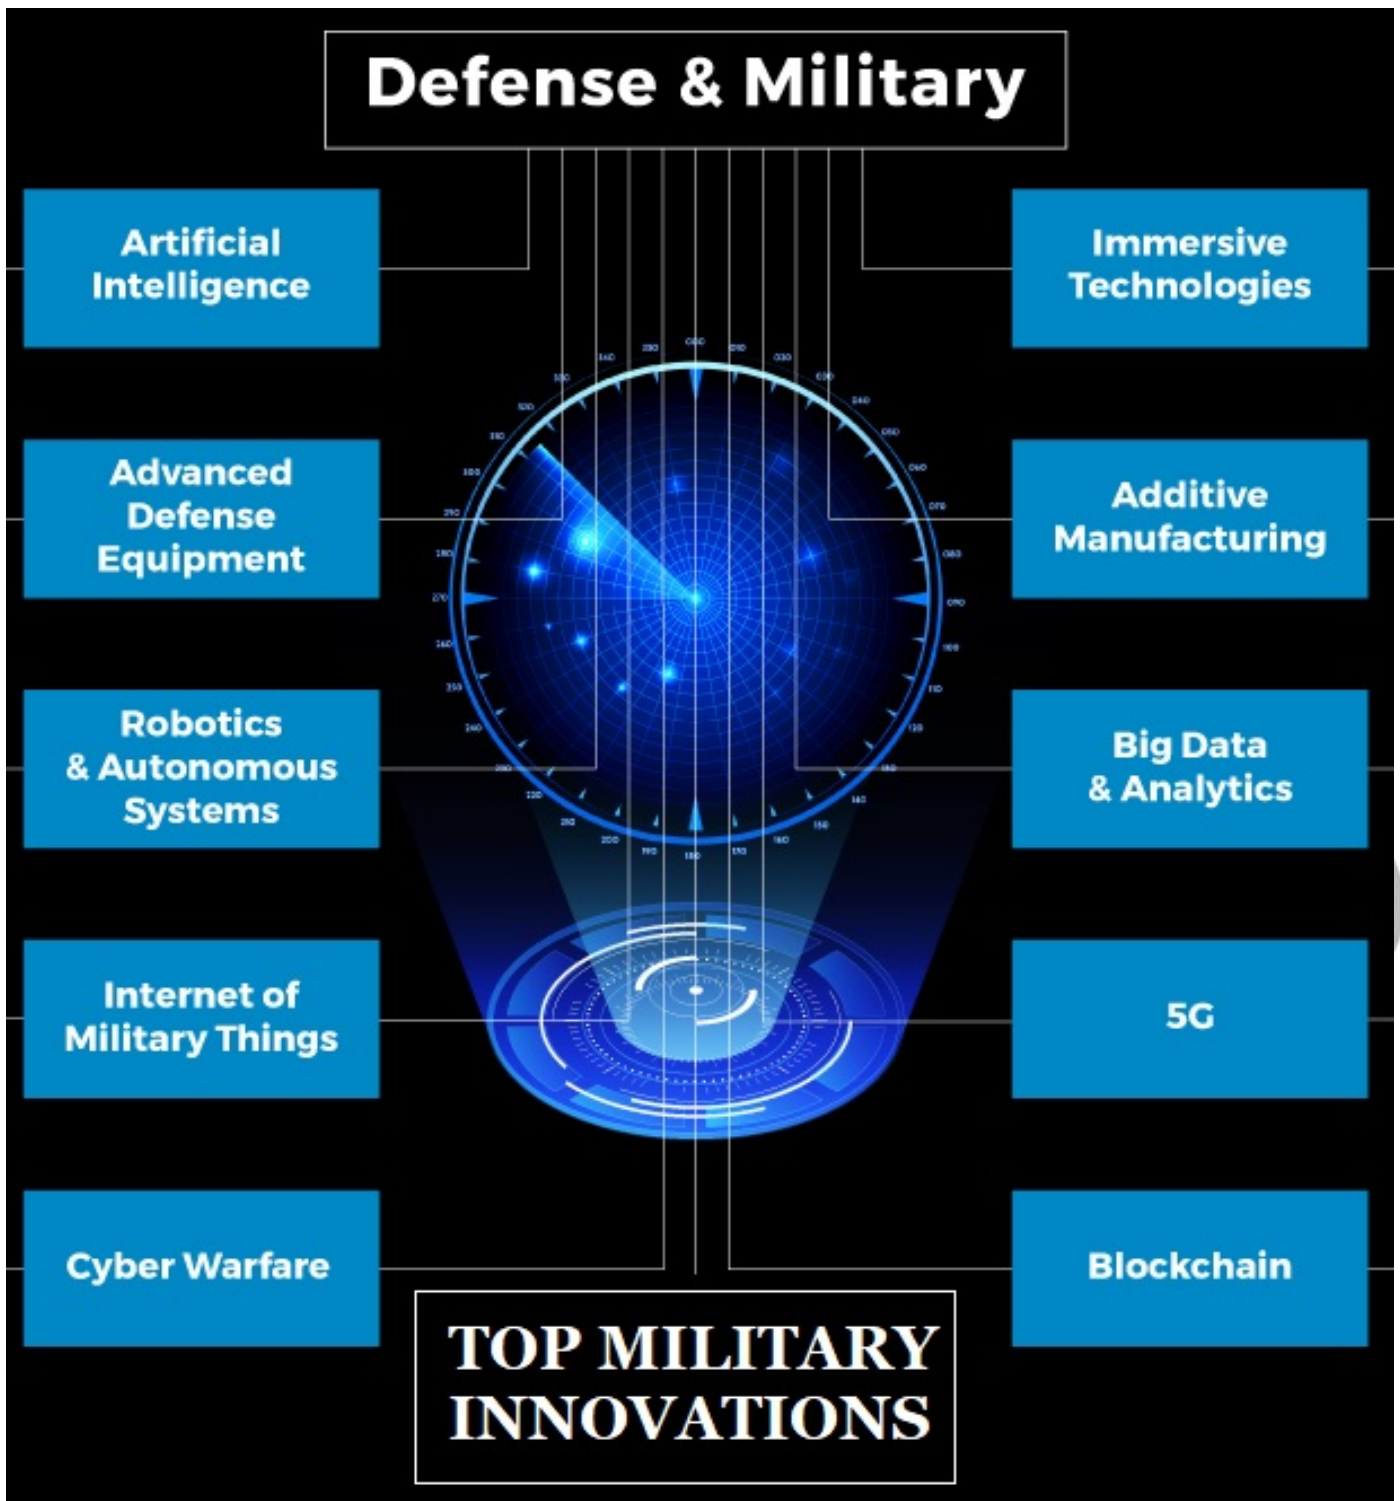 Defense & Military
Artificial
Intelligence
Advanced
Defense
Equipment
Robotics
& Autonomous
Systems
Internet of
Military Things
Cyber Warfare
Immersive
Technologies
Additive
Manufacturing
Big Data
& Analytics
5G
Blockchain
TOP MILITARY
INNOVATIONS